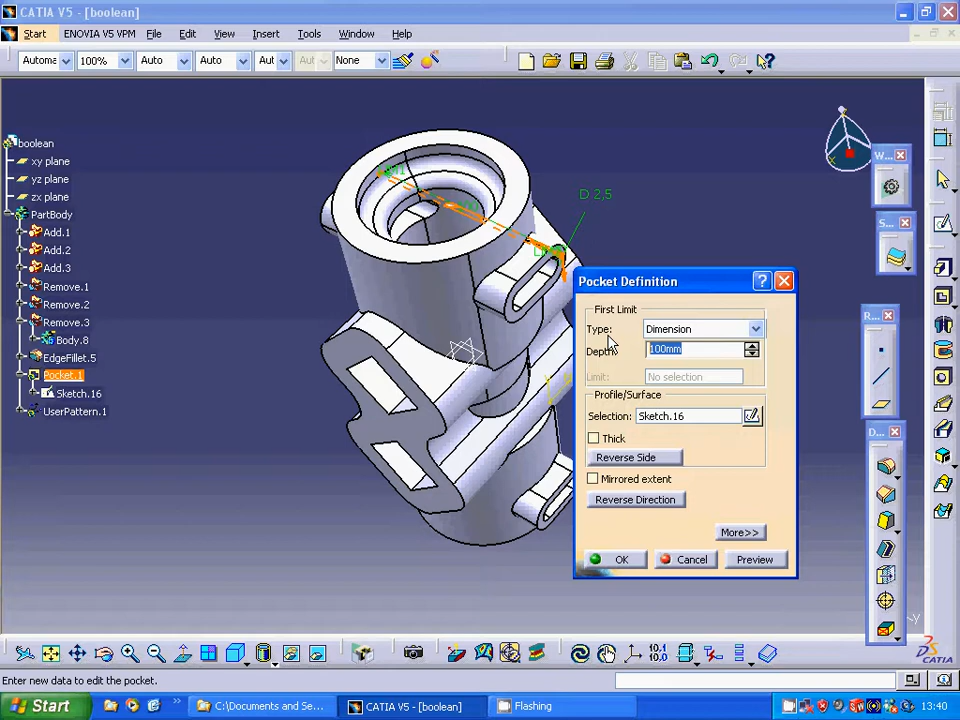 CATIA V5 - [boolean]
Start ENOVIA V5 VPM File Edit View Insert Tools Window Help
Automa 100% Auto Auto Aut Aut None
boolean
xy plane
yz plane
zx plane
PartBody
Add.1
Add.2
Add.3
Remove.1
Remove.2
Remove.3
Body.8
EdgeFillet.5
Pocket.1
Sketch.16
UserPattern.1
D 2,5
W...
S...
R...
D...
Pocket Definition
First Limit
Type: Dimension
Depth: 100mm
Limit: No selection
Profile/Surface
Selection: Sketch.16
Thick
Reverse Side
Mirrored extent
Reverse Direction
More>>
OK Cancel Preview
10.1
10,0
CATIA
Enter new data to edit the pocket.
Start C:\Documents and Se... CATIA V5 - [boolean] Flashing 13:40